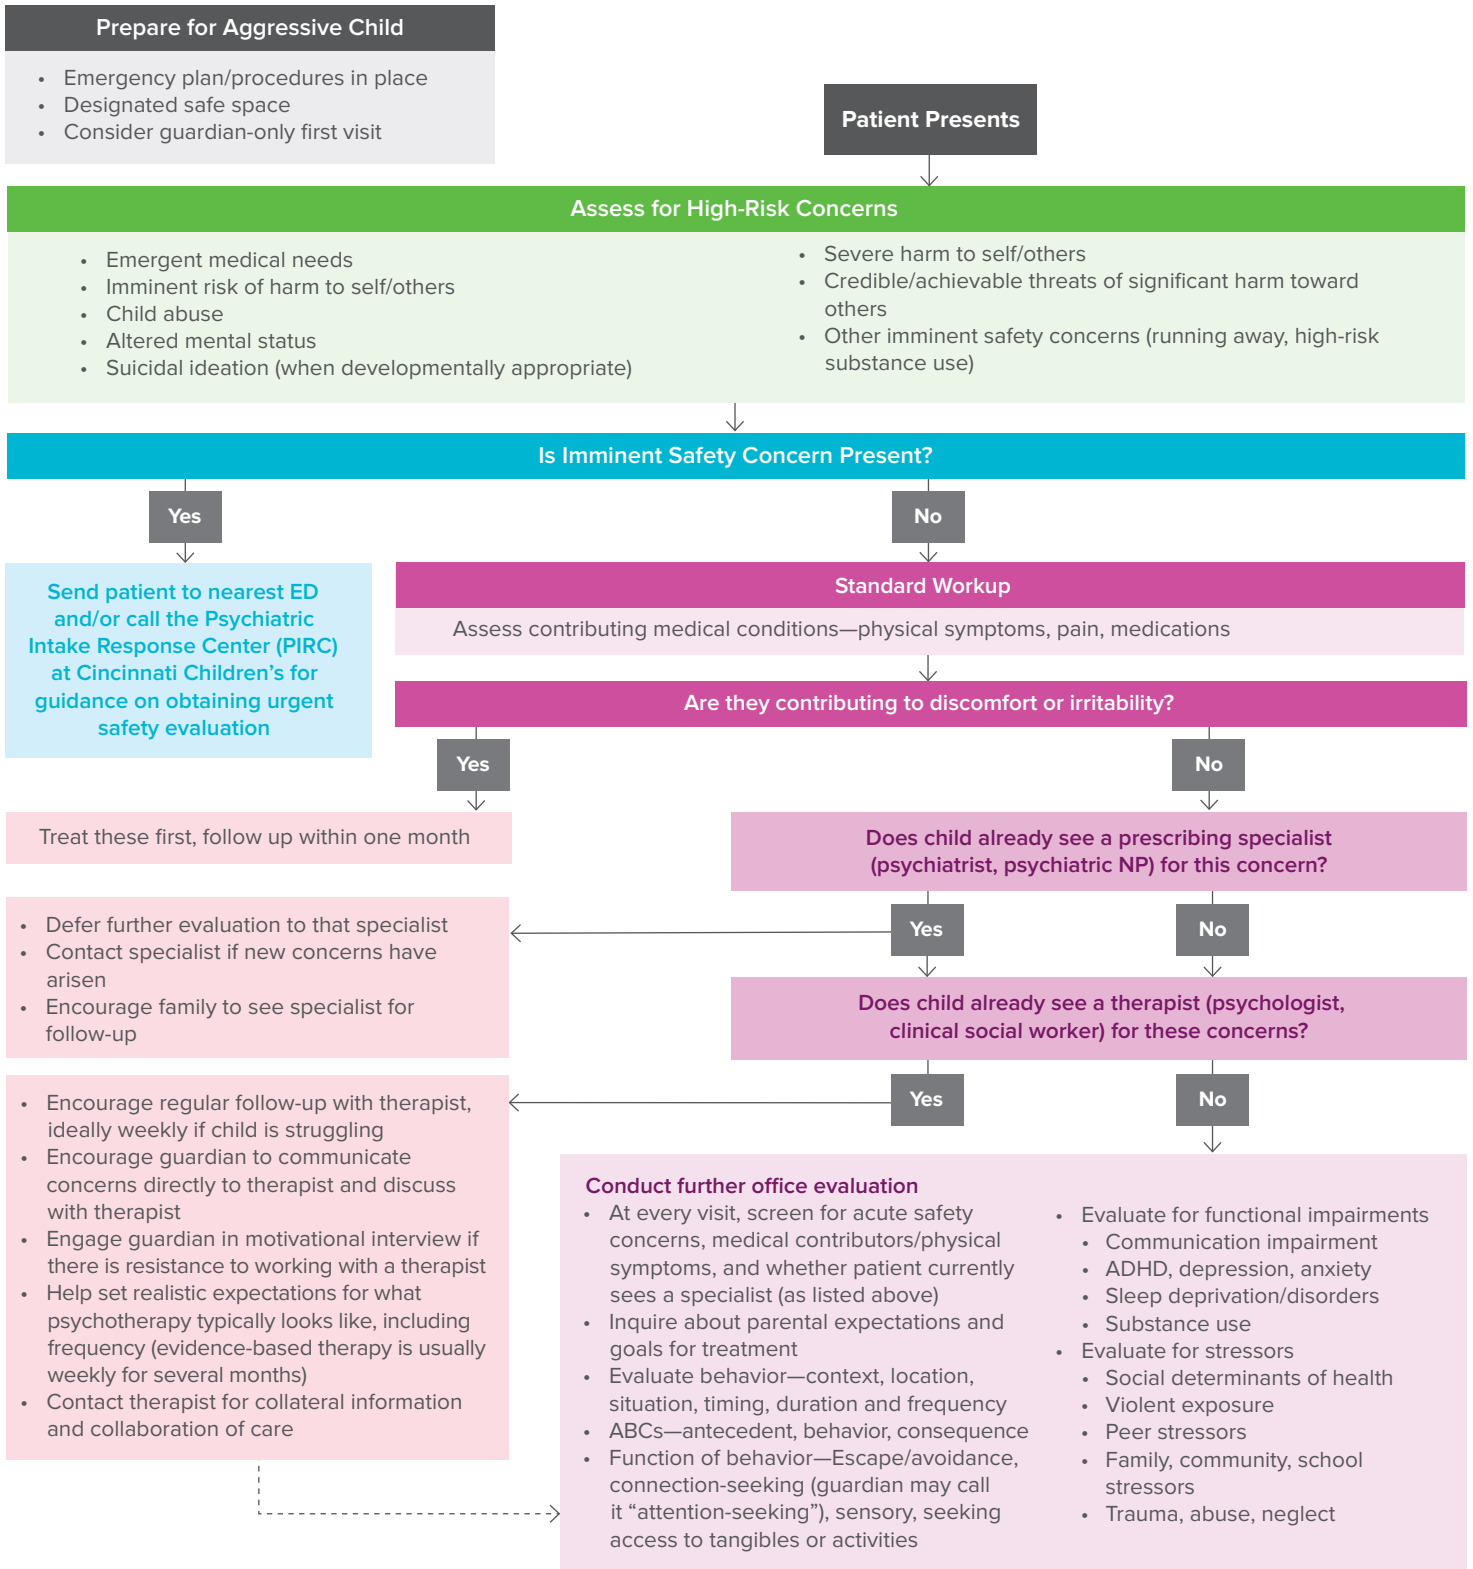 Prepare for Aggressive Child
• Emergency plan/procedures in place
• Designated safe space
• Consider guardian-only first visit
Patient Presents
Assess for High-Risk Concerns
• Emergent medical needs
• Imminent risk of harm to self/others
• Child abuse
• Altered mental status
• Suicidal ideation (when developmentally appropriate)
• Severe harm to self/others
• Credible/achievable threats of significant harm toward
others
• Other imminent safety concerns (running away, high-risk
substance use)
Is Imminent Safety Concern Present?
Yes
No
Send patient to nearest ED
and/or call the Psychiatric
Intake Response Center (PIRC)
at Cincinnati Children’s for
guidance on obtaining urgent
safety evaluation
Standard Workup
Assess contributing medical conditions—physical symptoms, pain, medications
Are they contributing to discomfort or irritability?
Yes
No
Treat these first, follow up within one month
Does child already see a prescribing specialist
(psychiatrist, psychiatric NP) for this concern?
Yes
No
• Defer further evaluation to that specialist
• Contact specialist if new concerns have
arisen
• Encourage family to see specialist for
follow-up
Does child already see a therapist (psychologist,
clinical social worker) for these concerns?
Yes
No
• Encourage regular follow-up with therapist,
ideally weekly if child is struggling
• Encourage guardian to communicate
concerns directly to therapist and discuss
with therapist
• Engage guardian in motivational interview if
there is resistance to working with a therapist
• Help set realistic expectations for what
psychotherapy typically looks like, including
frequency (evidence-based therapy is usually
weekly for several months)
• Contact therapist for collateral information
and collaboration of care
Conduct further office evaluation
• At every visit, screen for acute safety
concerns, medical contributors/physical
symptoms, and whether patient currently
sees a specialist (as listed above)
• Inquire about parental expectations and
goals for treatment
• Evaluate behavior—context, location,
situation, timing, duration and frequency
• ABCs—antecedent, behavior, consequence
• Function of behavior—Escape/avoidance,
connection-seeking (guardian may call
it “attention-seeking”), sensory, seeking
access to tangibles or activities
• Evaluate for functional impairments
• Communication impairment
• ADHD, depression, anxiety
• Sleep deprivation/disorders
• Substance use
• Evaluate for stressors
• Social determinants of health
• Violent exposure
• Peer stressors
• Family, community, school
stressors
• Trauma, abuse, neglect